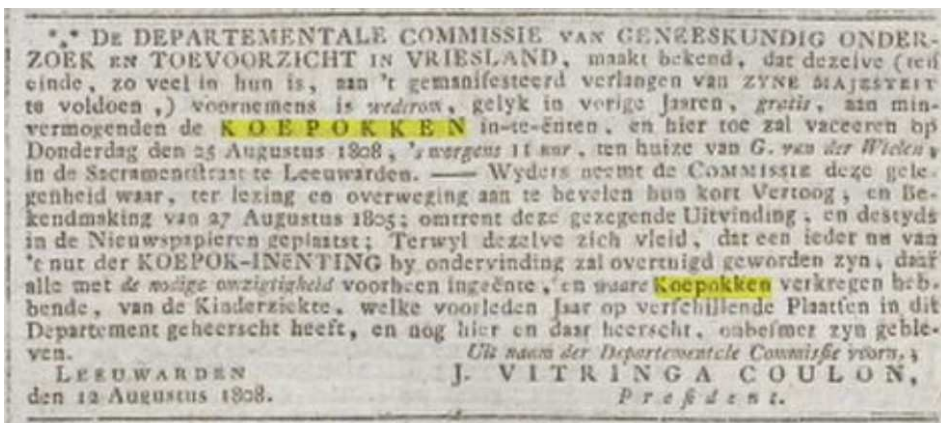 *.* DE DEPARTEMENTALE COMMISSIE VAN GENEESKUNDIG ONDER-
ZOEK EN TOEVOORZICHT IN VRIESLAND, maakt bekend, dat dezelve (ten
einde, zo veel in hun is, aan 't gemanifesteerd verlangen van ZYNE MAJESTEIT
te voldoen,) voornemens is wederom, gelyk in vorige Jaaren, gratis, aan min-
vermogenden de KOEPOKKEN in-te-ënten, en hier toe zal vaceeren op
Donderdag den 25 Augustus 1808, 's morgens 11 uur, ten huize van G. van der Wielen,
in de Sacramentstraat te Leeuwarden. — Wyders neemt de COMMISSIE deze gele-
genheid waar, ter lezing en overweging aan te bevelen hun kort Vertoog, en Be-
kendmaking van 27 Augustus 1805; omtrent deze gezegende Uitvinding, en destyds
in de Nieuwspapieren geplaatst; Terwyl dezelve zich vleid, dat een ieder nu van
't nut der KOEPOK-INëNTING by ondervinding zal overtuigd geworden zyn, daar
alle met de nodige omzigtigheid voorheen ingeënte, en waare Koepokken verkregen heb-
bende, van de Kinderziekte, welke voorleden Jaar op verschillende Plaatsen in dit
Departement geheerscht heeft, en nog hier en daar heerscht, onbesmet zyn geble-
ven.
Uit naam der Departementale Commissie voorn.,
LEEUWARDEN
J. VITRINGA COULON,
den 12 Augustus 1808.
President.